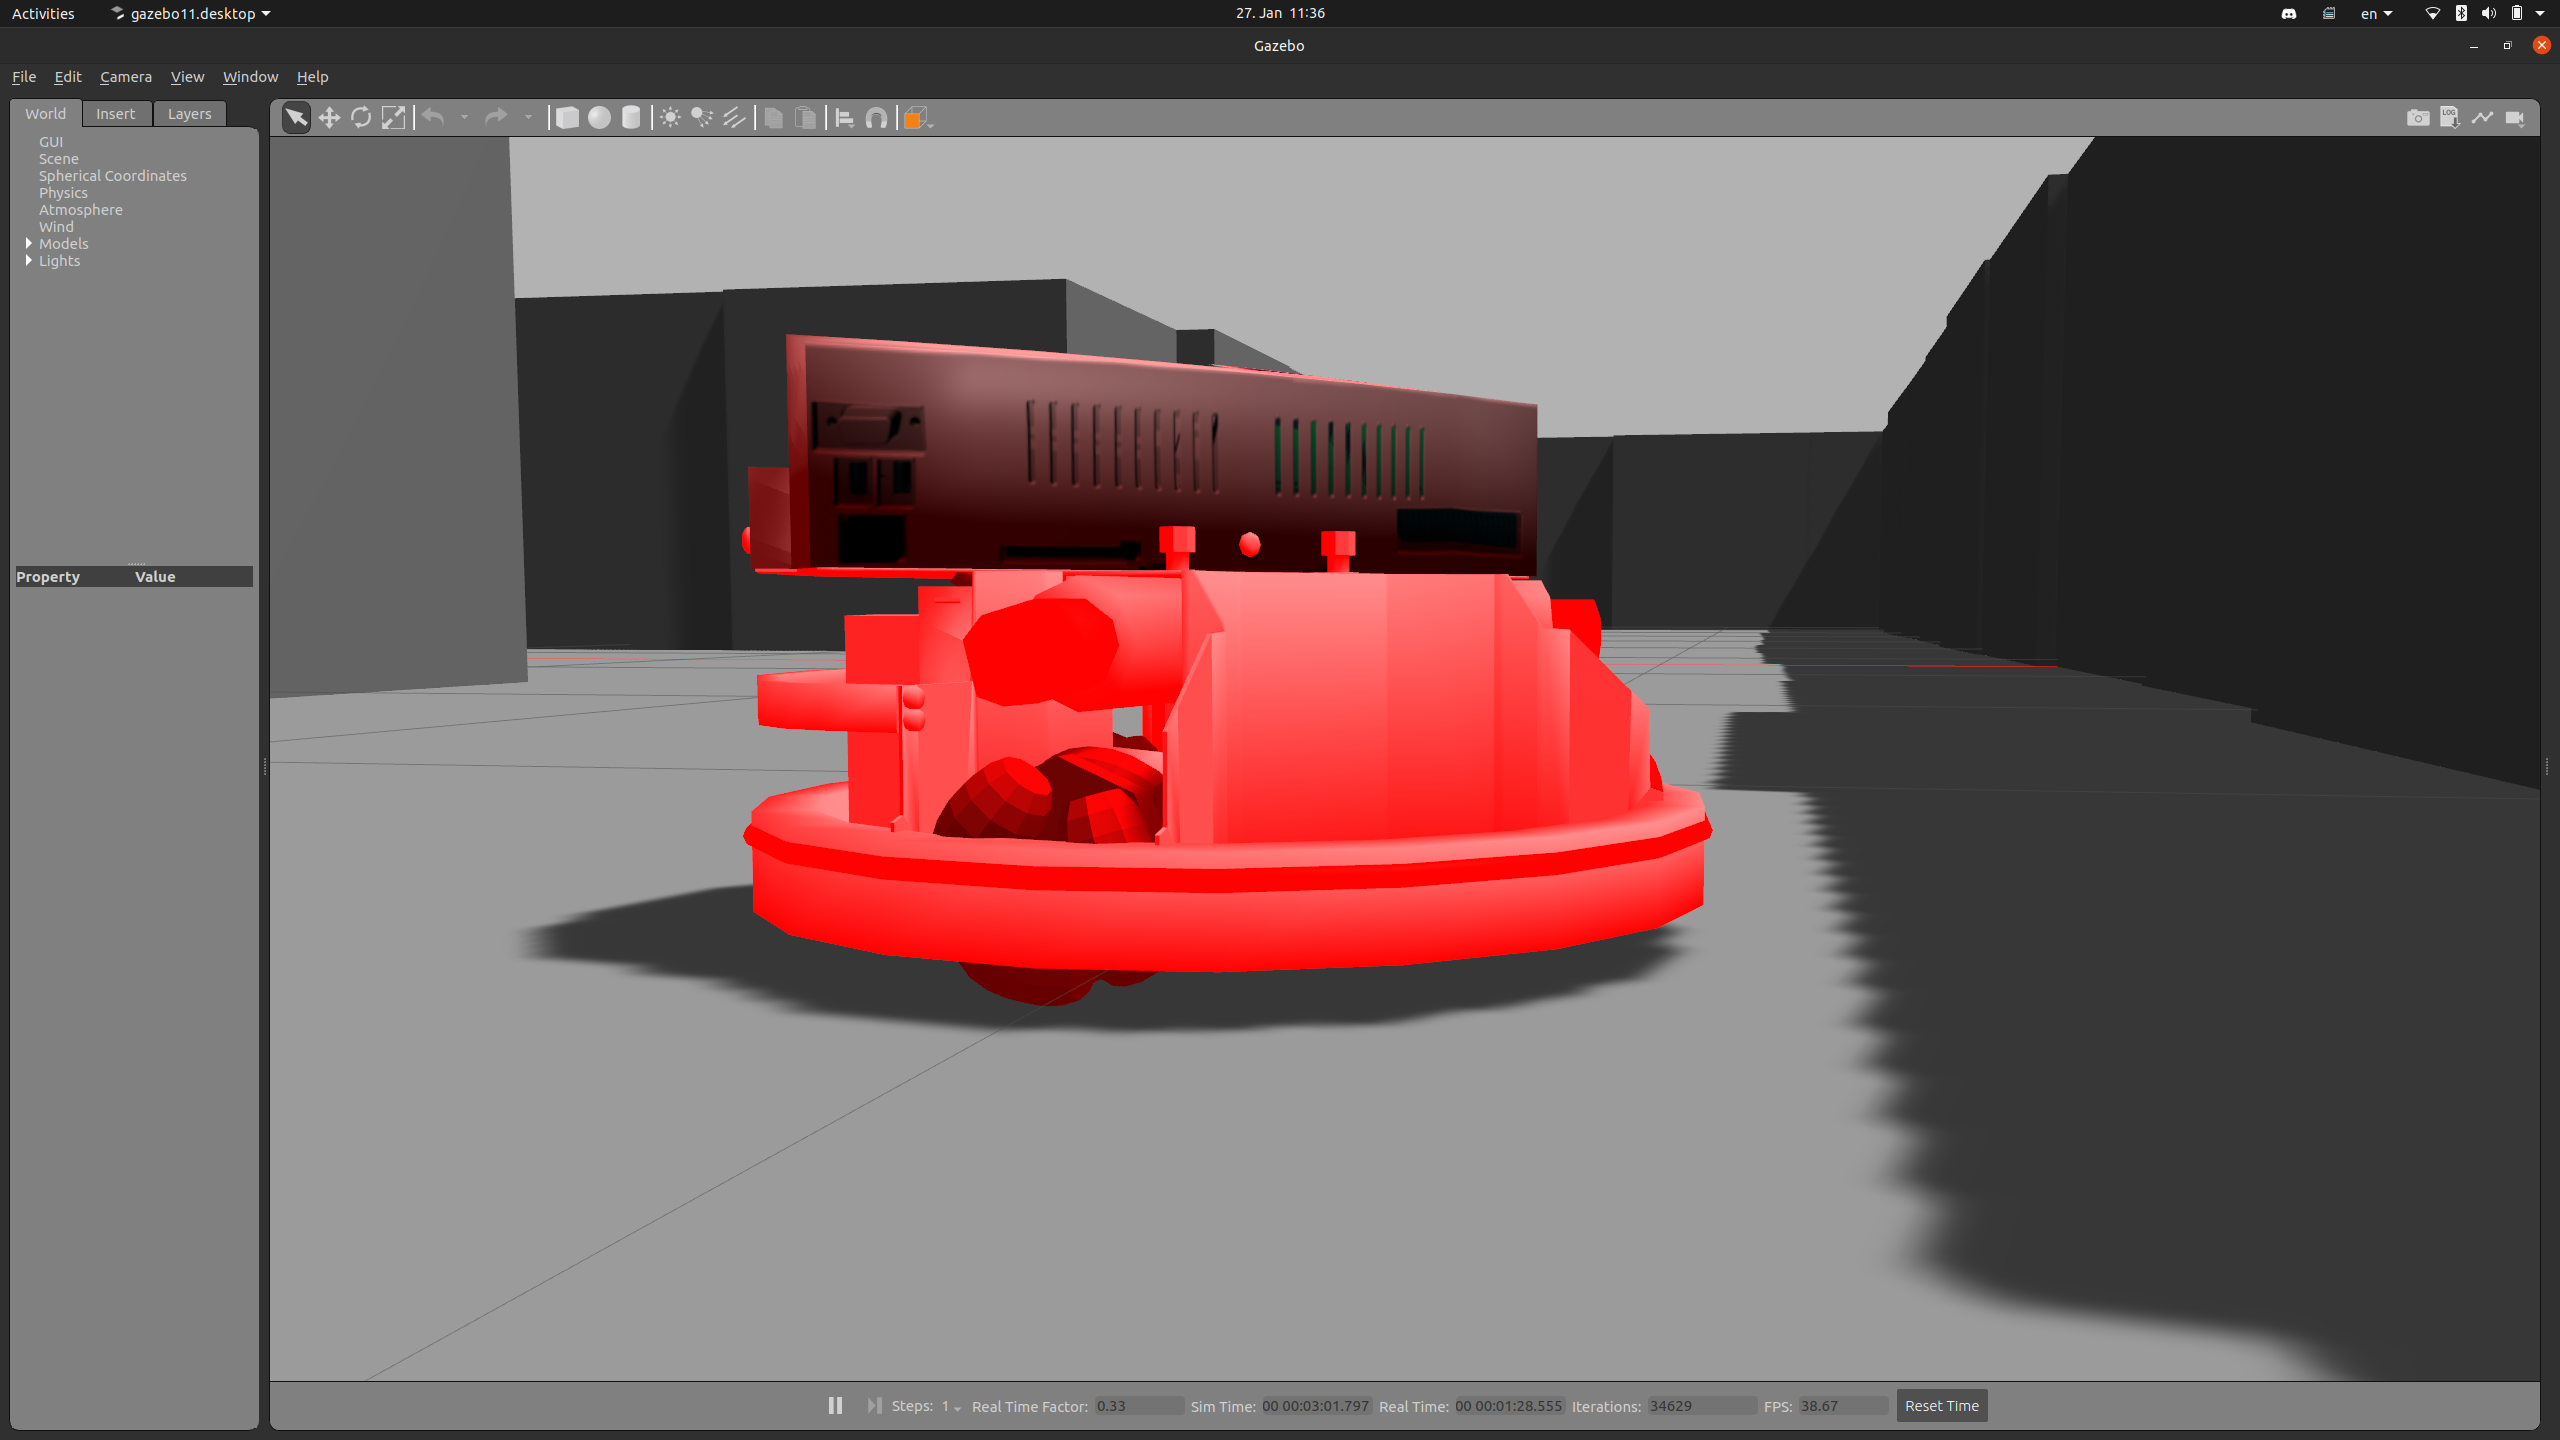 Activities gazebo11.desktop 27. Jan 11:36 en
Gazebo
File Edit Camera View Window Help
World Insert Layers
LOG
GUI
Scene
Spherical Coordinates
Physics
Atmosphere
Wind
Models
Lights
Property Value
Steps: 1 Real Time Factor: 0.33 Sim Time: 00 00:03:01.797 Real Time: 00 00:01:28.555 Iterations: 34629 FPS: 38.67 Reset Time